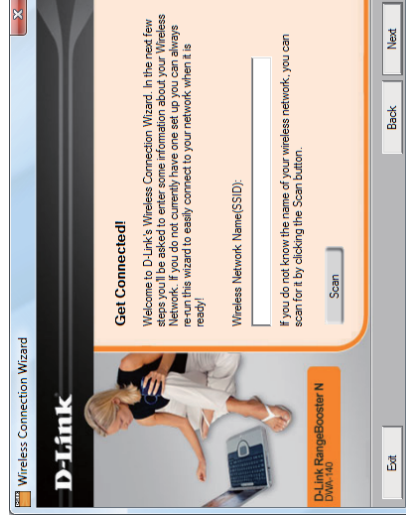 Wireless Connection Wizard
D-Link
Get Connected!
Welcome to D-Link's Wireless Connection Wizard. In the next few
steps you'll be asked to enter some information about your Wireless
Network. If you do not currently have one set up you can always
re-run this wizard to easily connect to your network when it is
ready!
Wireless Network Name(SSID):
If you do not know the name of your wireless network, you can
scan for it by clicking the Scan button.
Scan
D-Link RangeBooster N
DWA-140
Exit
Back
Next